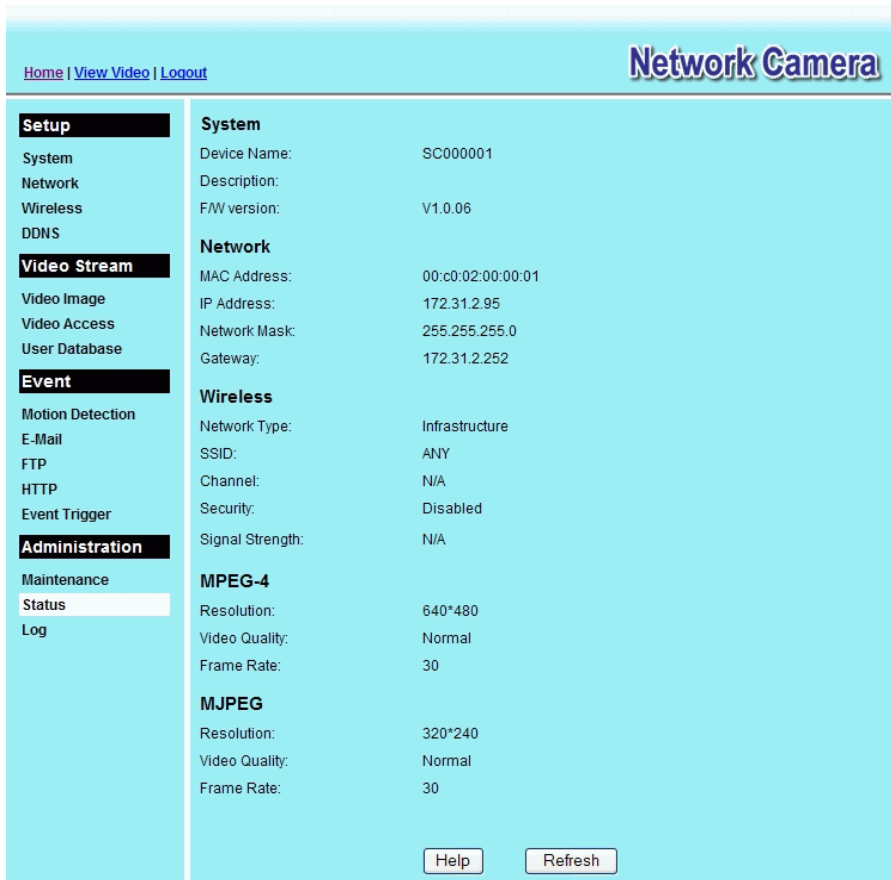 Home | View Video | Logout
Network Camera
Setup
System
Network
Wireless
DDNS
Video Stream
Video Image
Video Access
User Database
Event
Motion Detection
E-Mail
FTP
HTTP
Event Trigger
Administration
Maintenance
Status
Log
System
Device Name: SC000001
Description:
F/W version: V1.0.06
Network
MAC Address: 00:c0:02:00:00:01
IP Address: 172.31.2.95
Network Mask: 255.255.255.0
Gateway: 172.31.2.252
Wireless
Network Type: Infrastructure
SSID: ANY
Channel: N/A
Security: Disabled
Signal Strength: N/A
MPEG-4
Resolution: 640*480
Video Quality: Normal
Frame Rate: 30
MJPEG
Resolution: 320*240
Video Quality: Normal
Frame Rate: 30
Help Refresh